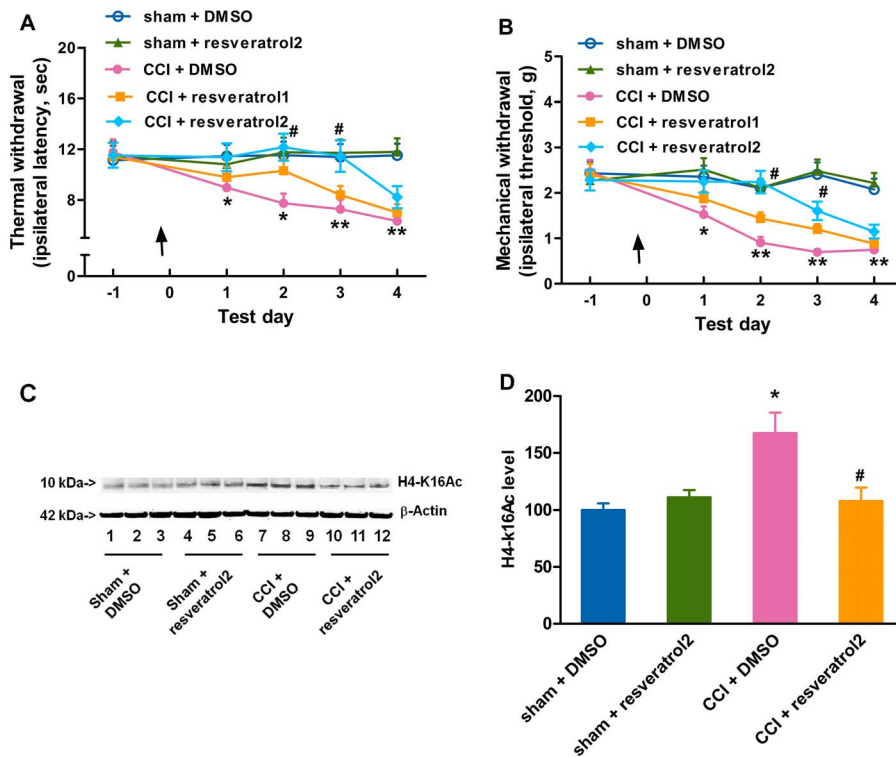 A
sham + DMSO
sham + resveratrol2
CCI + DMSO
CCI + resveratrol1
CCI + resveratrol2
Thermal withdrawal
(ipsilateral latency, sec)
20
16
12
8
0
# #
* * ** **
-1 0 1 2 3 4
Test day
B
sham + DMSO
sham + resveratrol2
CCI + DMSO
CCI + resveratrol1
CCI + resveratrol2
Mechanical withdrawal
(ipsilateral threshold, g)
5
4
3
2
1
0
# #
* ** ** **
-1 0 1 2 3 4
Test day
C
10 kDa-> H4-K16Ac
42 kDa-> β-Actin
1 2 3 4 5 6 7 8 9 10 11 12
Sham +
DMSO
Sham +
resveratrol2
CCI +
DMSO
CCI +
resveratrol2
D
H4-k16Ac level
200
150
100
50
0
*
#
sham + DMSO
sham + resveratrol2
CCI + DMSO
CCI + resveratrol2